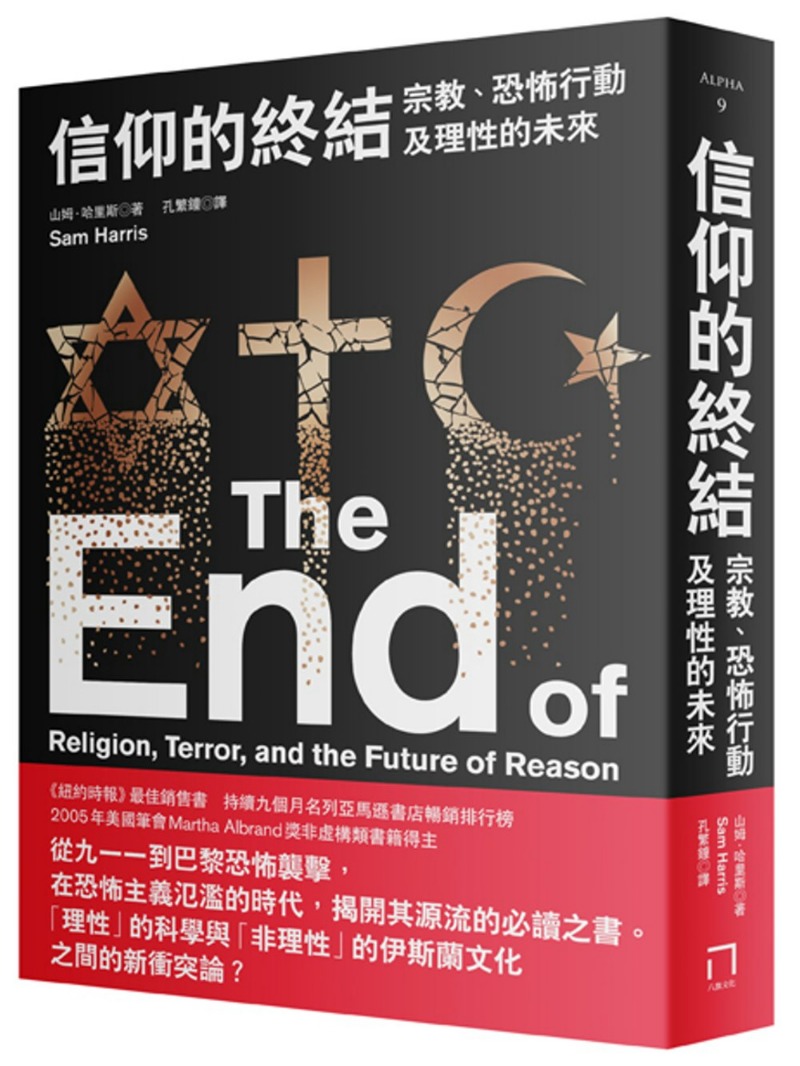 信仰的終結
宗教、恐怖行動
及理性的未來
山姆·哈里斯◎著 孔繁鐘◎譯
Sam Harris
The
End of
Religion, Terror, and the Future of Reason
《紐約時報》最佳銷售書 持續九個月名列亞馬遜書店暢銷排行榜
2005年美國筆會Martha Albrand獎非虛構類書籍得主
從九一一到巴黎恐怖襲擊，
在恐怖主義氾濫的時代，揭開其源流的必讀之書。
「理性」的科學與「非理性」的伊斯蘭文化
之間的新衝突論？
ALPHA
9
信仰的終結
宗教、恐怖行動
及理性的未來
山姆·哈里斯◎著
Sam Harris
孔繁鐘◎譯
八旗文化